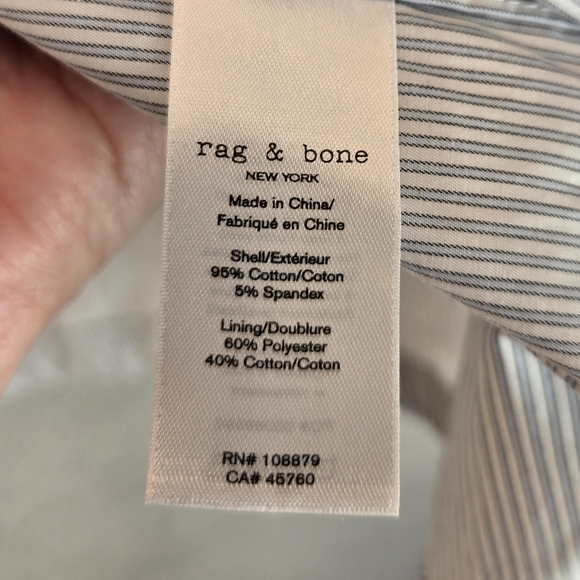 rag & bone
NEW YORK
Made in China/
Fabriqué en Chine
Shell/Extérieur
95% Cotton/Coton
5% Spandex
Lining/Doublure
60% Polyester
40% Cotton/Coton
RN# 108879
CA# 45760